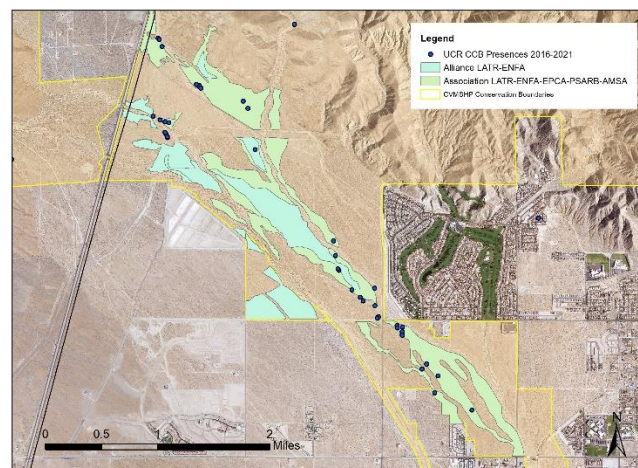 Legend
UCR CCB Presences 2016-2021
Alliance LATR-ENFA
Association LATR-ENFA-EPCA-PSARB-AMSA
CVMSHP Conservation Boundaries
N
0 0.5 1 2
Miles